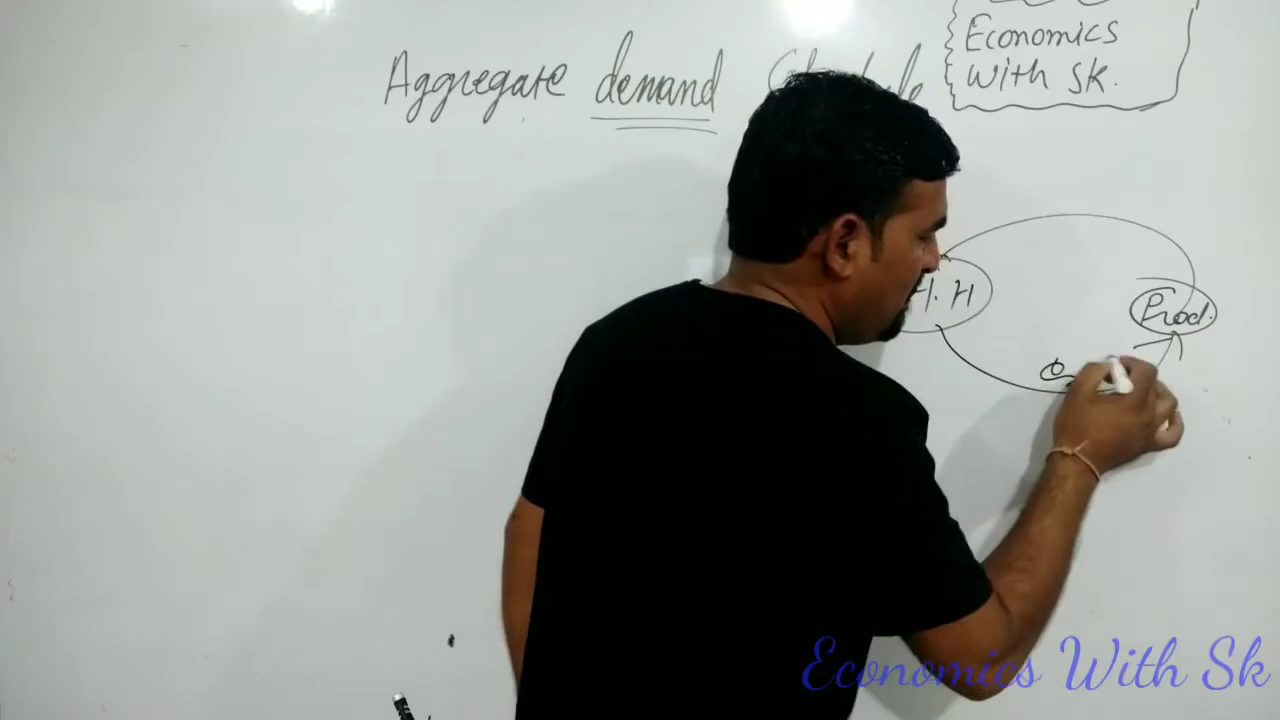 Aggregate demand
Economics
With SK.
H. H
Prod.
Economics With Sk